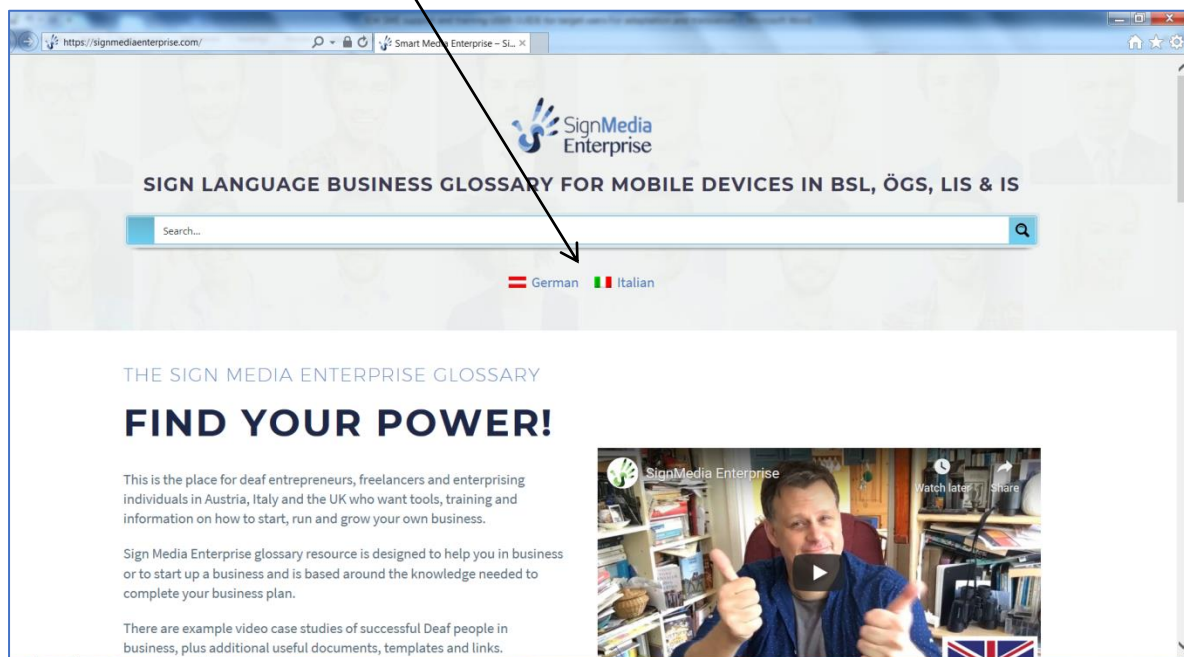 https://signmediaenterprise.com/
Smart Media Enterprise – Si...
SignMedia
Enterprise
SIGN LANGUAGE BUSINESS GLOSSARY FOR MOBILE DEVICES IN BSL, ÖGS, LIS & IS
Search...
German Italian
THE SIGN MEDIA ENTERPRISE GLOSSARY
FIND YOUR POWER!
This is the place for deaf entrepreneurs, freelancers and enterprising
individuals in Austria, Italy and the UK who want tools, training and
information on how to start, run and grow your own business.
Sign Media Enterprise glossary resource is designed to help you in business
or to start up a business and is based around the knowledge needed to
complete your business plan.
There are example video case studies of successful Deaf people in
business, plus additional useful documents, templates and links.
SignMedia Enterprise
Watch later Share